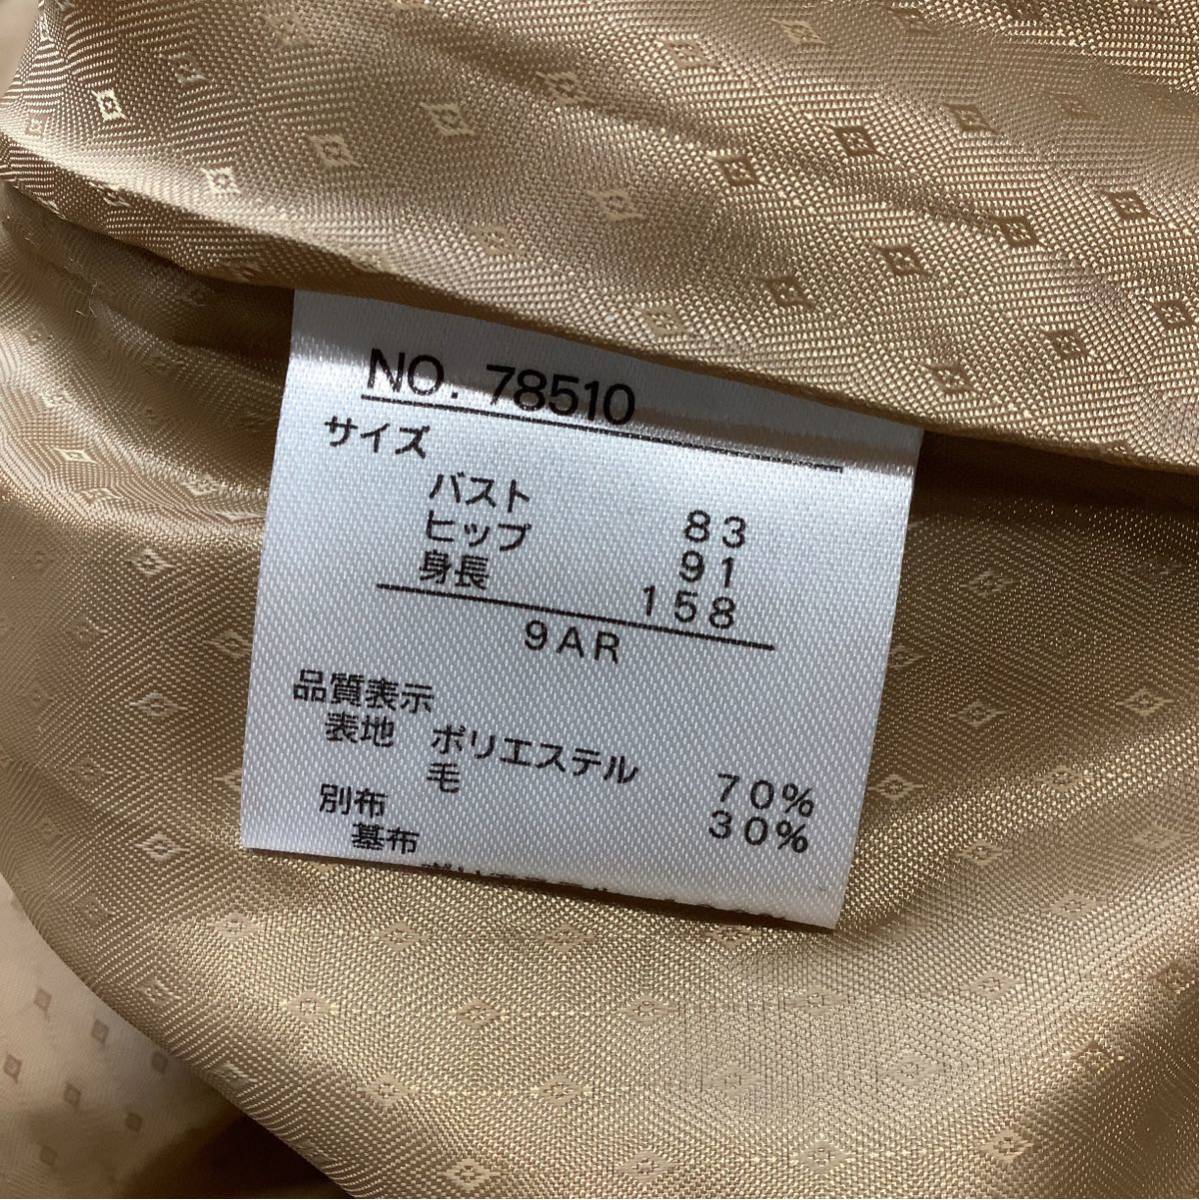 NO. 78510
サイズ
バスト 83
ヒップ 91
身長 158
9AR
品質表示
表地 ポリエステル 70%
毛 30%
別布
基布